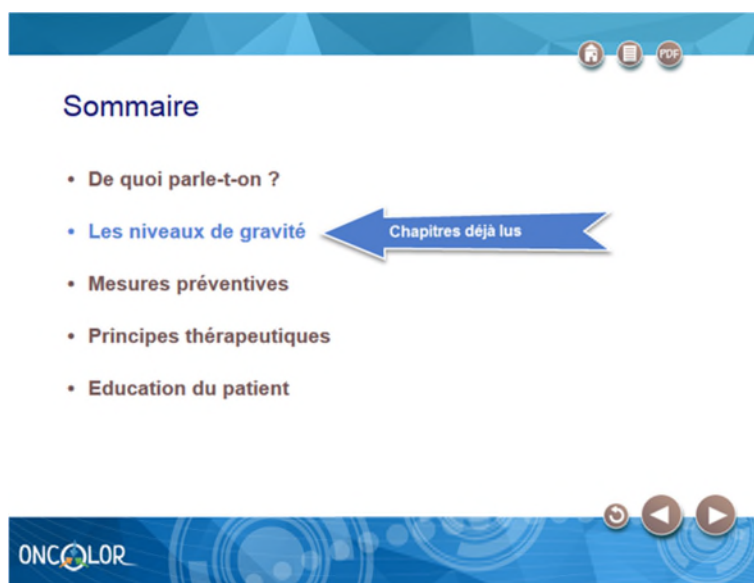 PDF
Sommaire
• De quoi parle-t-on ?
• Les niveaux de gravité
Chapitres déjà lus
• Mesures préventives
• Principes thérapeutiques
• Education du patient
ONCOLOR